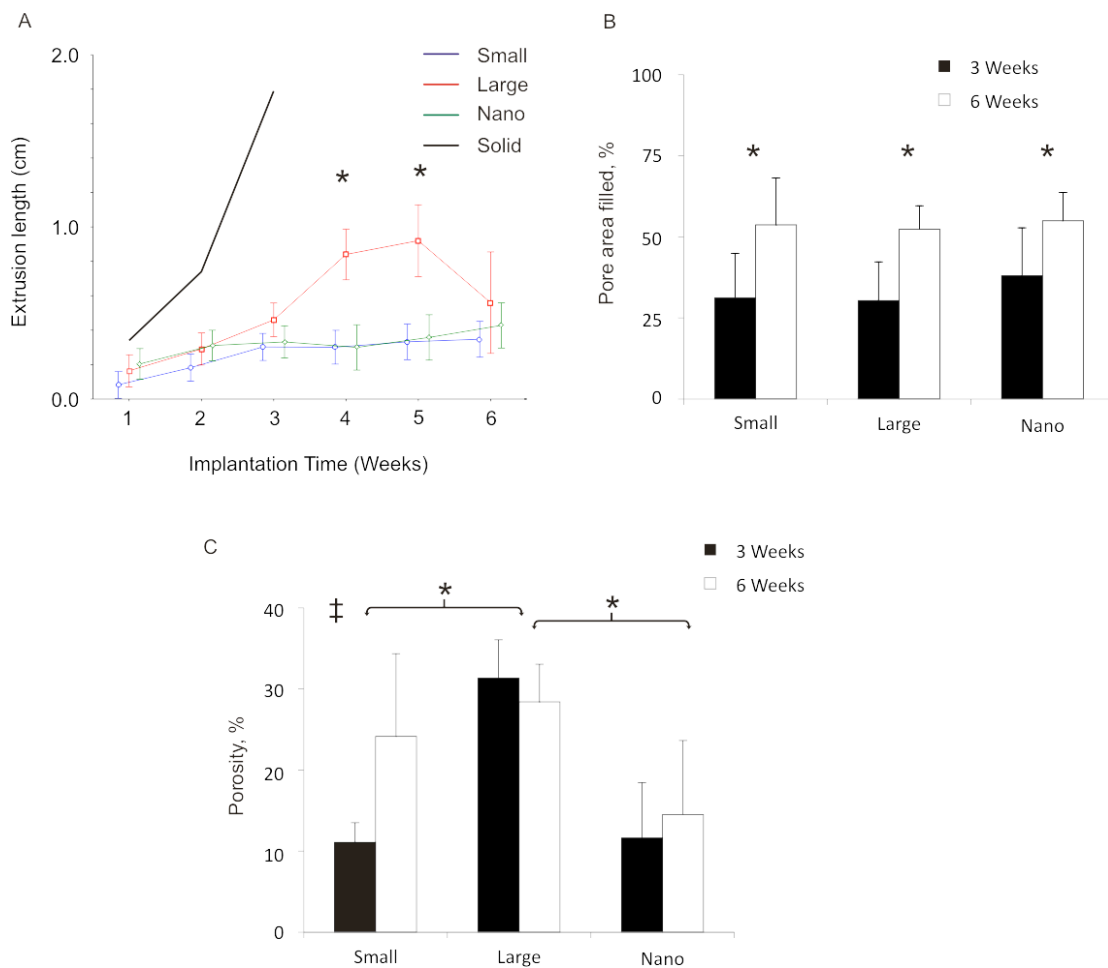 A
2.0
1.0
0.0
Extrusion length (cm)
Small
Large
Nano
Solid
*
*
1 2 3 4 5 6
Implantation Time (Weeks)
B
3 Weeks
6 Weeks
100
75
50
25
0
Pore area filled, %
* * *
Small Large Nano
C
3 Weeks
6 Weeks
40
30
20
10
0
Porosity, %
‡ * *
Small Large Nano